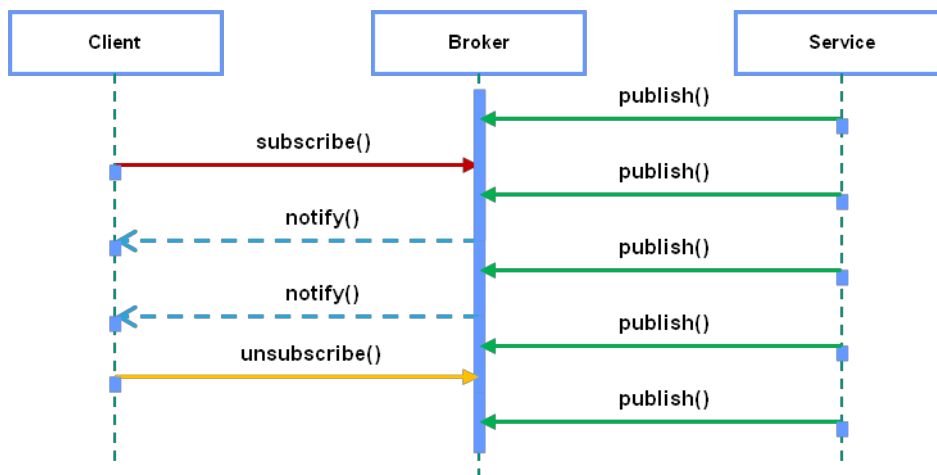 Client
Broker
Service
publish()
subscribe()
publish()
notify()
publish()
notify()
publish()
unsubscribe()
publish()